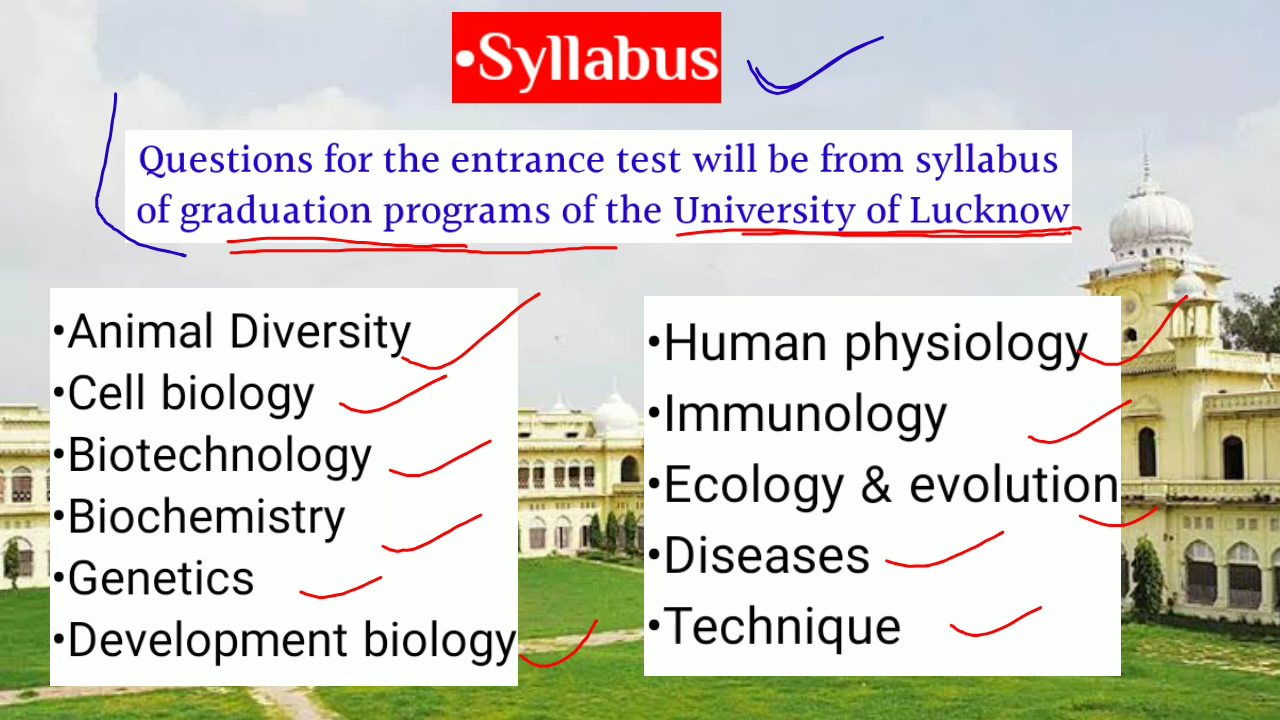 •Syllabus
Questions for the entrance test will be from syllabus
of graduation programs of the University of Lucknow
•Animal Diversity
•Cell biology
•Biotechnology
•Biochemistry
•Genetics
•Development biology
•Human physiology
•Immunology
•Ecology & evolution
•Diseases
•Technique